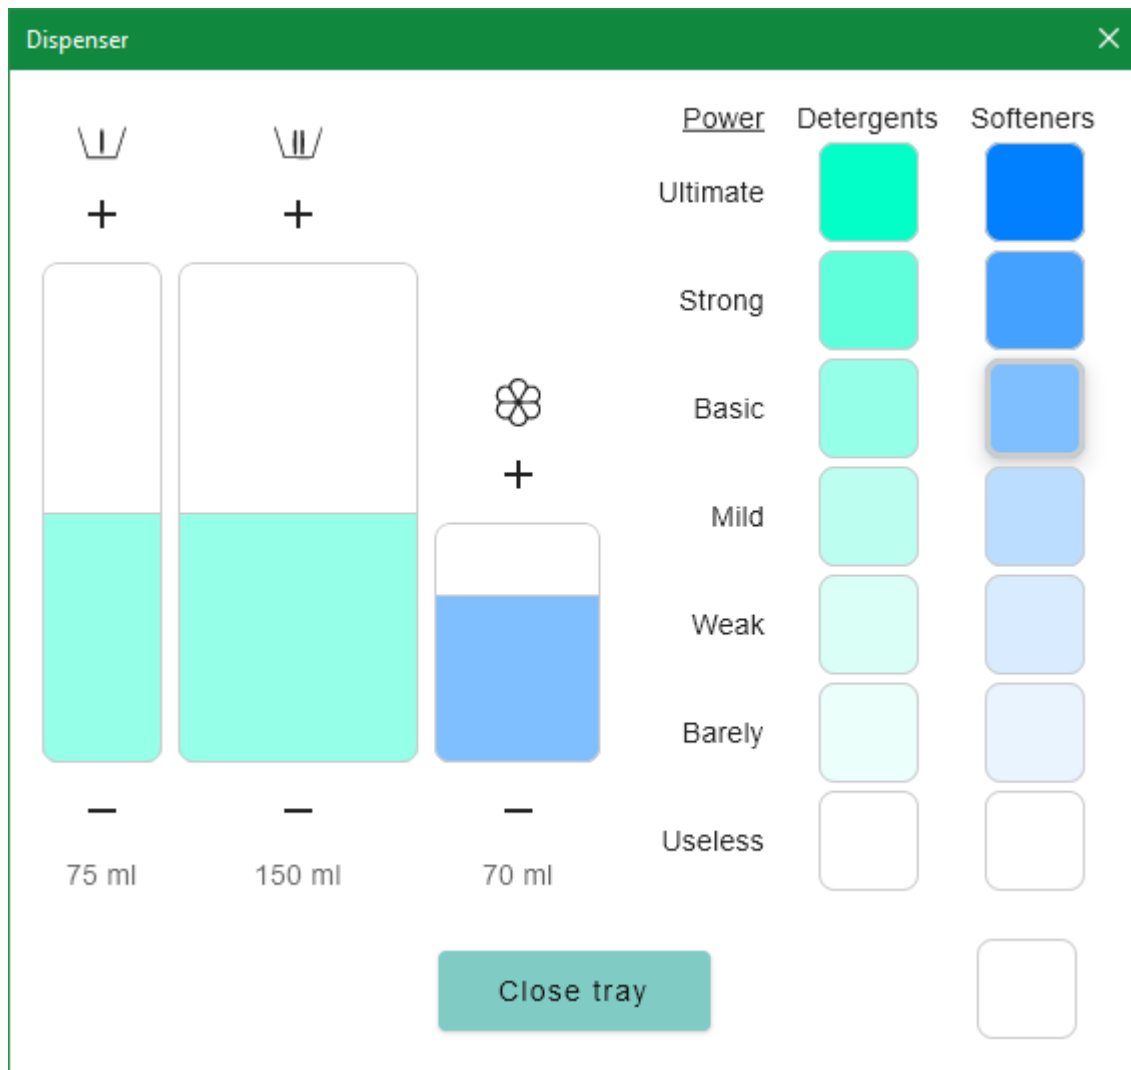 Dispenser
Power Detergents Softeners
Ultimate
Strong
Basic
Mild
Weak
Barely
Useless
75 ml 150 ml 70 ml
Close tray